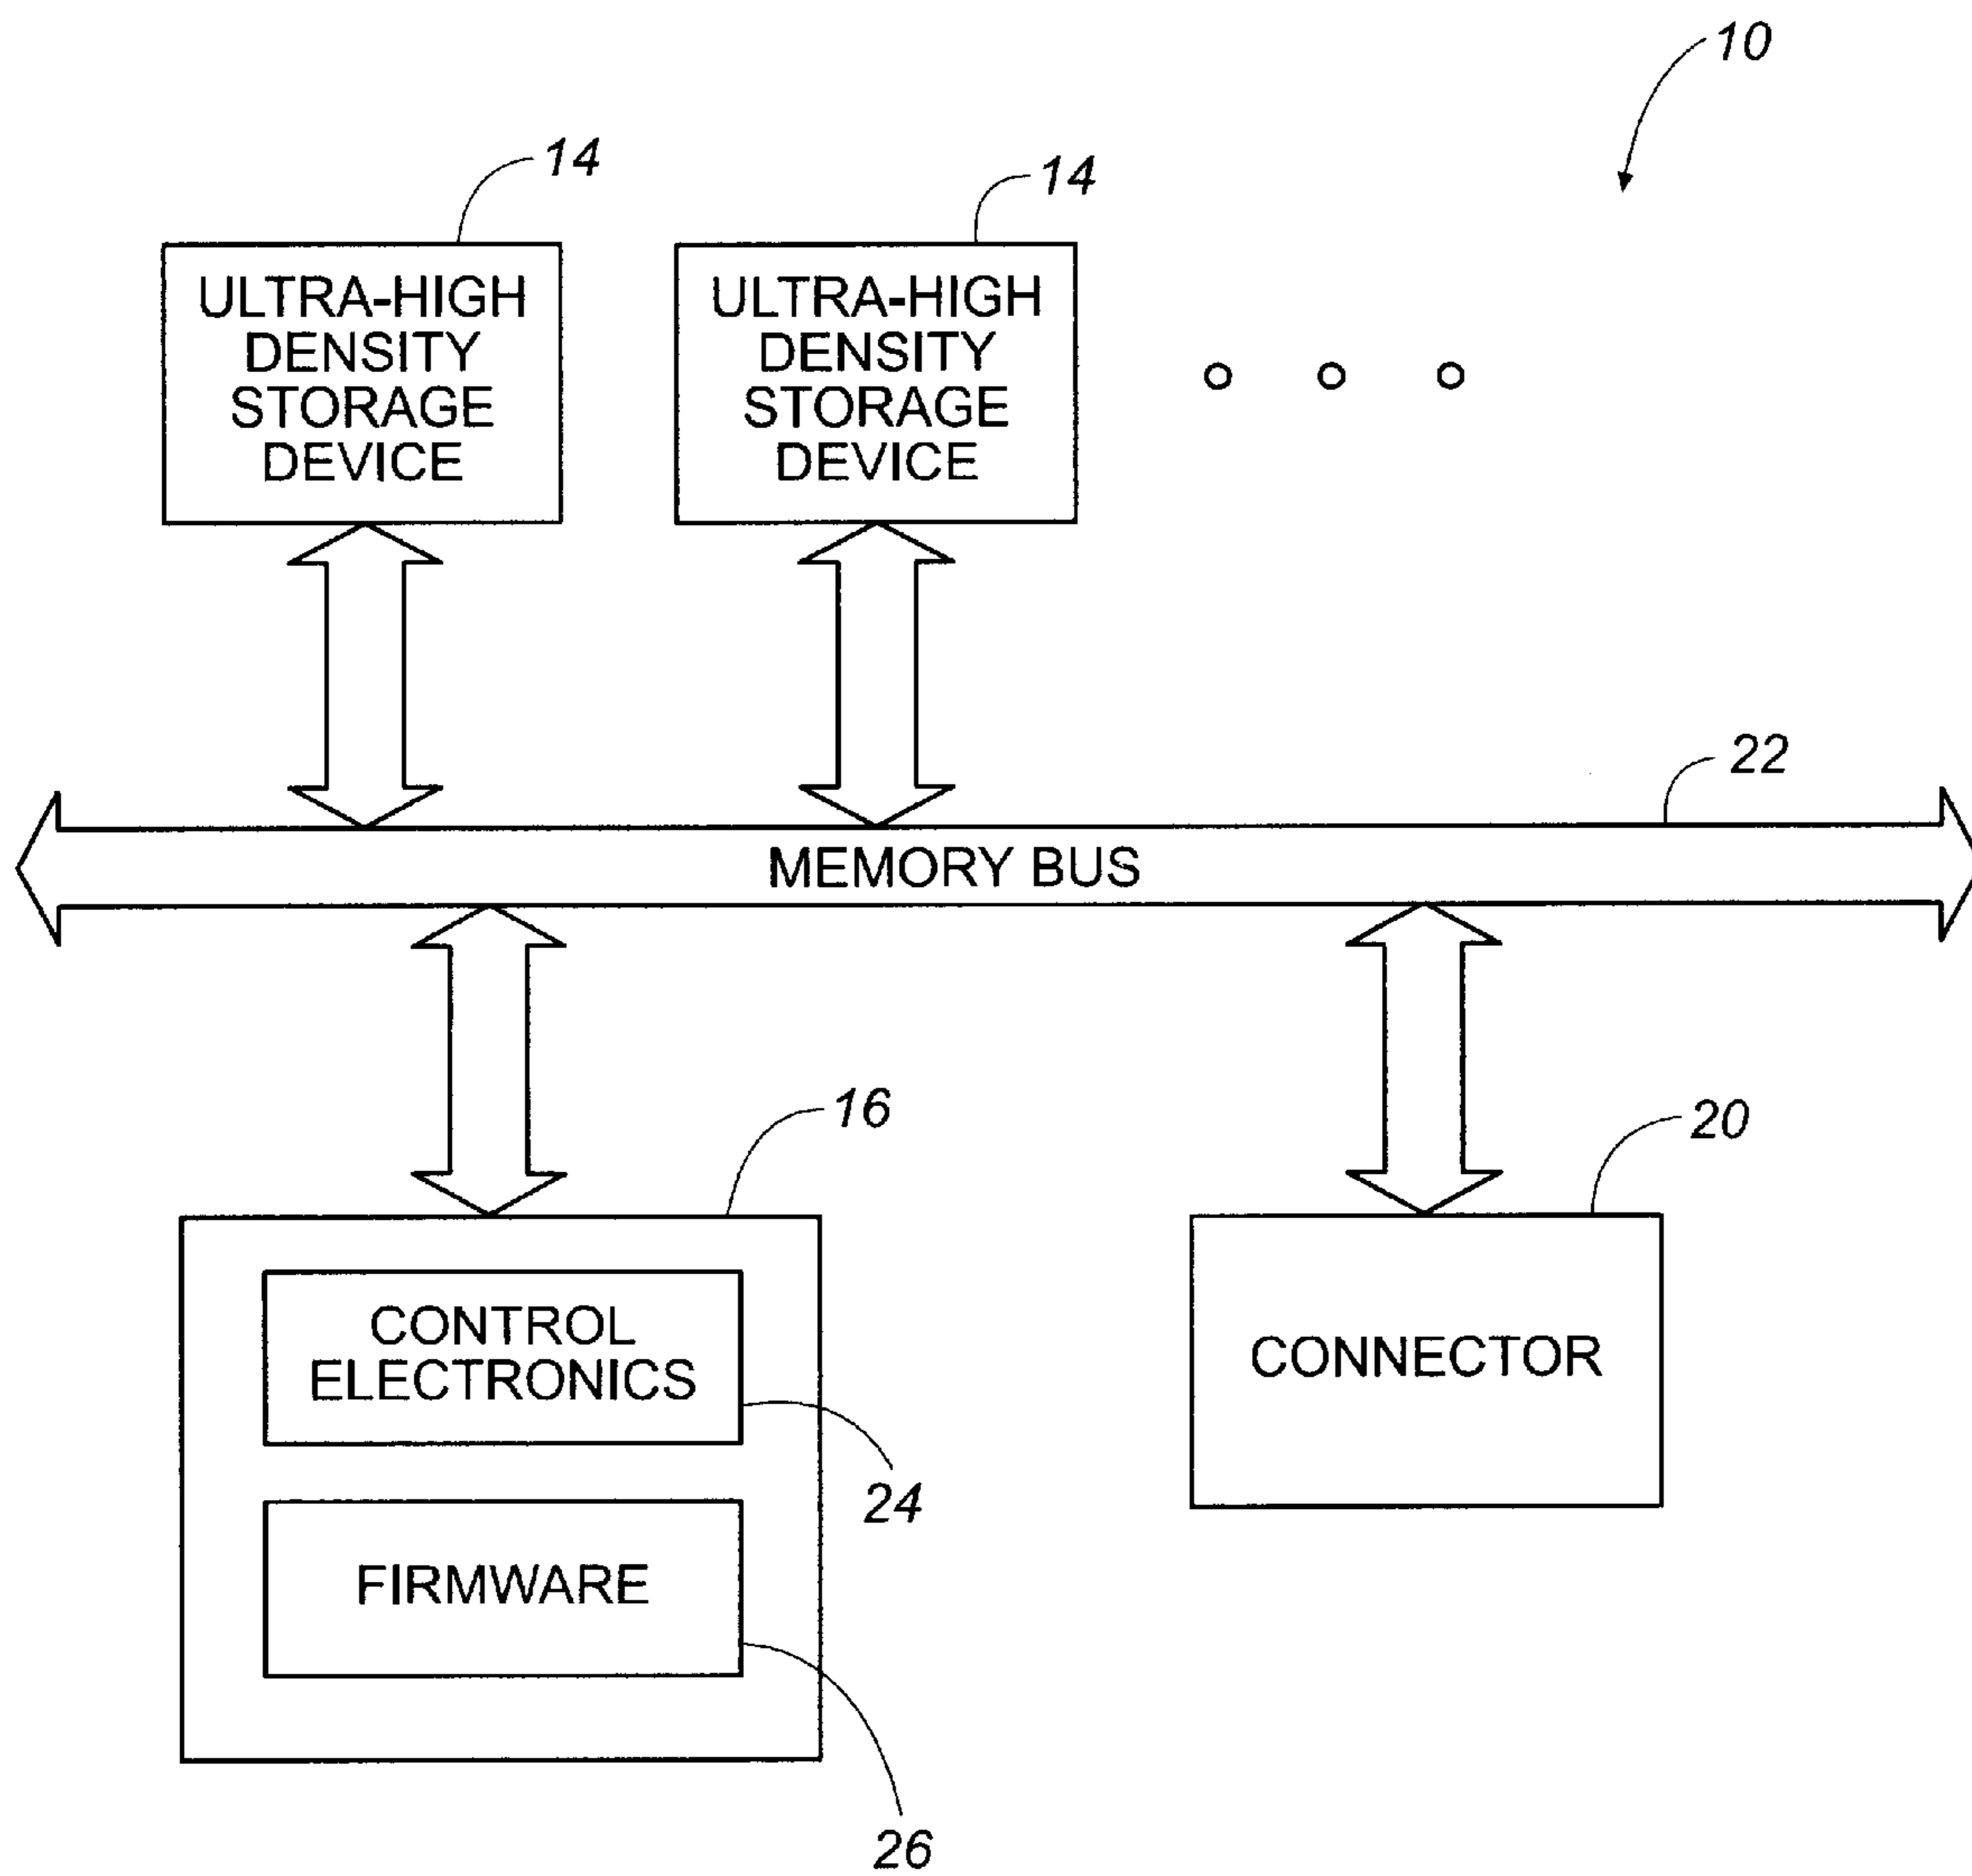 10
14
14
ULTRA-HIGH
DENSITY
STORAGE
DEVICE
ULTRA-HIGH
DENSITY
STORAGE
DEVICE
22
MEMORY BUS
16
20
CONTROL
ELECTRONICS
CONNECTOR
24
FIRMWARE
26